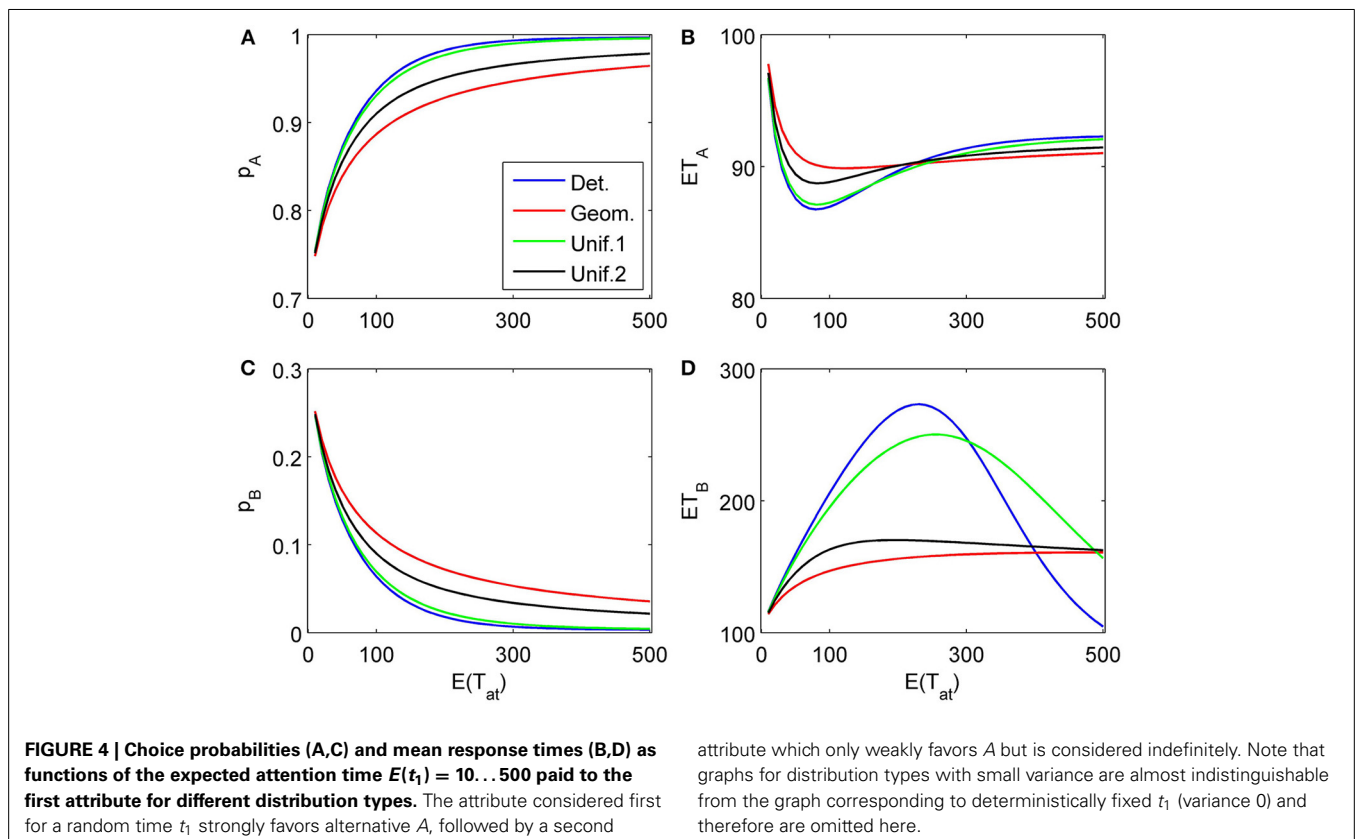 A
1
0.9
0.8
0.7
p_A
0
100
300
500
Det.
Geom.
Unif.1
Unif.2
B
100
90
80
ET_A
0
100
300
500
C
0.3
0.2
0.1
0
p_B
0
100
300
500
E(T_at)
D
300
200
100
ET_B
0
100
300
500
E(T_at)
FIGURE 4 | Choice probabilities (A,C) and mean response times (B,D) as
functions of the expected attention time E(t₁) = 10...500 paid to the
first attribute for different distribution types. The attribute considered first
for a random time t₁ strongly favors alternative A, followed by a second
attribute which only weakly favors A but is considered indefinitely. Note that
graphs for distribution types with small variance are almost indistinguishable
from the graph corresponding to deterministically fixed t₁ (variance 0) and
therefore are omitted here.